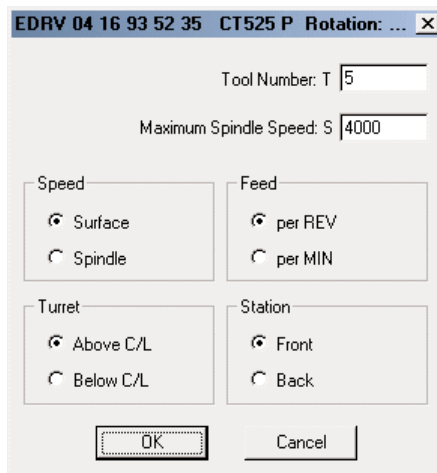 EDRV 04 16 93 52 35 CT525 P Rotation: ...
Tool Number: T 5
Maximum Spindle Speed: S 4000
Speed
Surface
Spindle
Feed
per REV
per MIN
Turret
Above C/L
Below C/L
Station
Front
Back
OK
Cancel